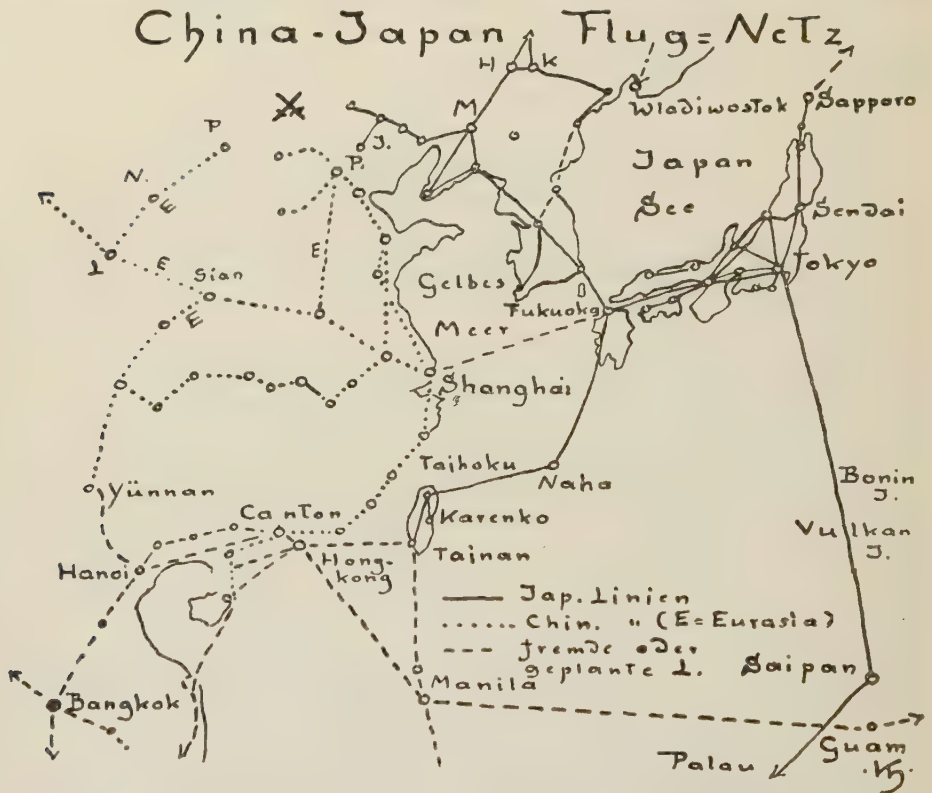 China-Japan Flug=Netz
H K
Wladiwostok
Sapporo
M
P.
J.
P.
Japan
See
N.
E
Sendai
L
E
Sian
E
Tokyo
Gelbes
Meer
Fukuoka
E
Shanghai
Taihoku
Naha
Bonin
J.
Yünnan
Canton
Karenko
Vulkan
J.
Hanoi
Hong-
kong
Tainan
Jap. Linien
Chin. " (E=Eurasia)
fremde oder
geplante L.
Saipan
Manila
Bangkok
Guam
Palau